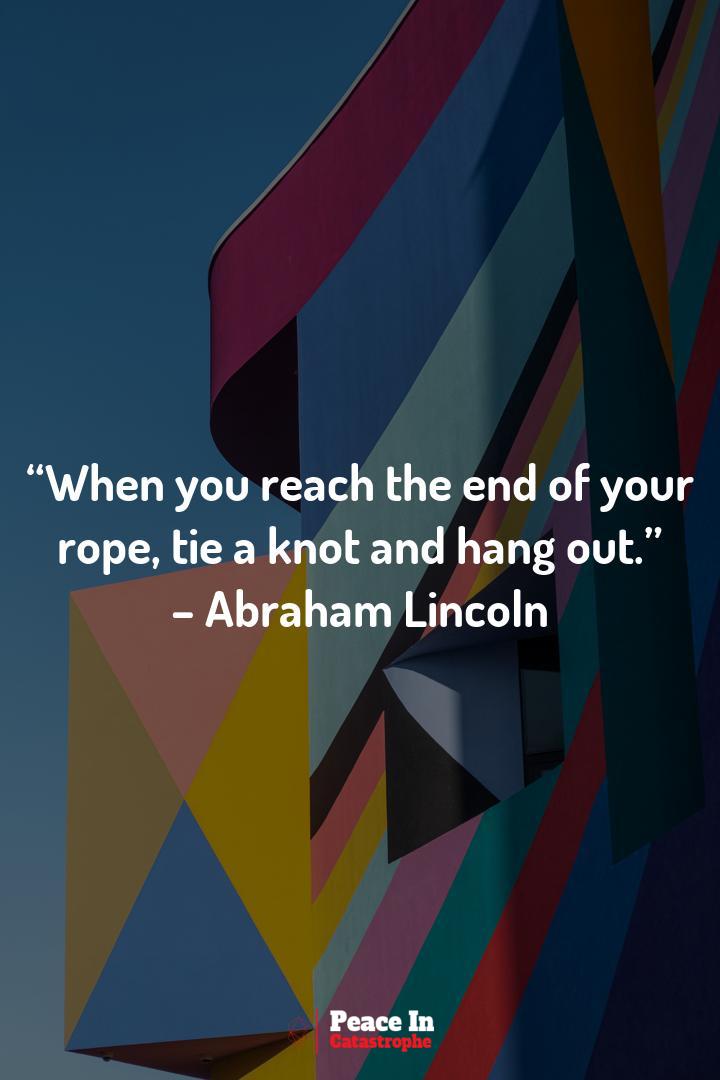 “When you reach the end of your
rope, tie a knot and hang out.”
– Abraham Lincoln
Peace In
Catastrophe